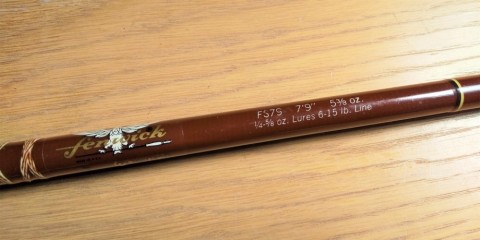 fenwick
FS75 7'9" 5⅜ oz.
¼-⅝ oz. Lures 6-15 lb. Line